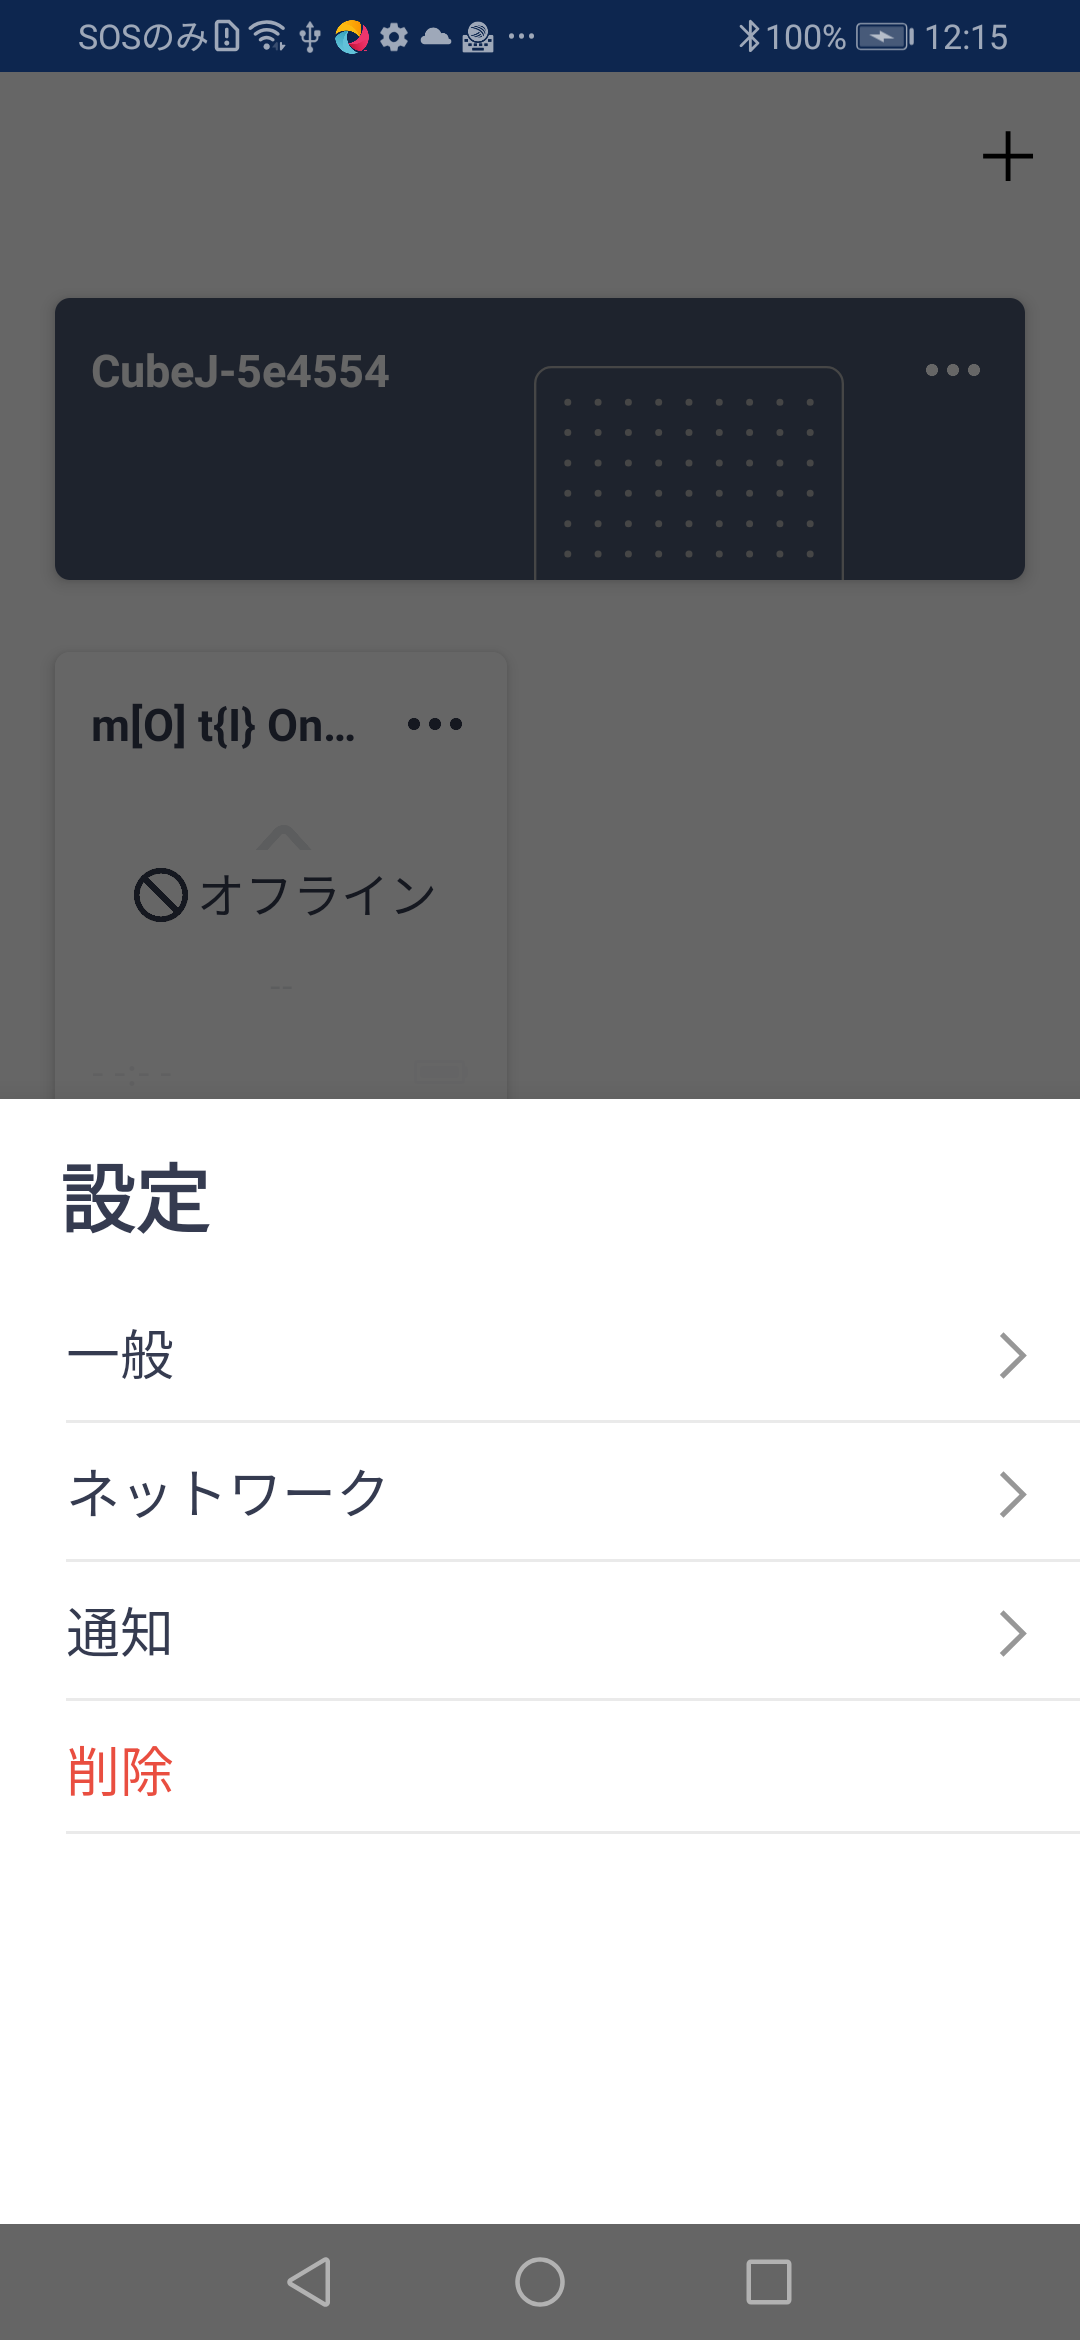 SOSのみ 100% 12:15
CubeJ-5e4554
m[O] t{I} On...
オフライン
--
- -:- -
設定
一般
ネットワーク
通知
削除